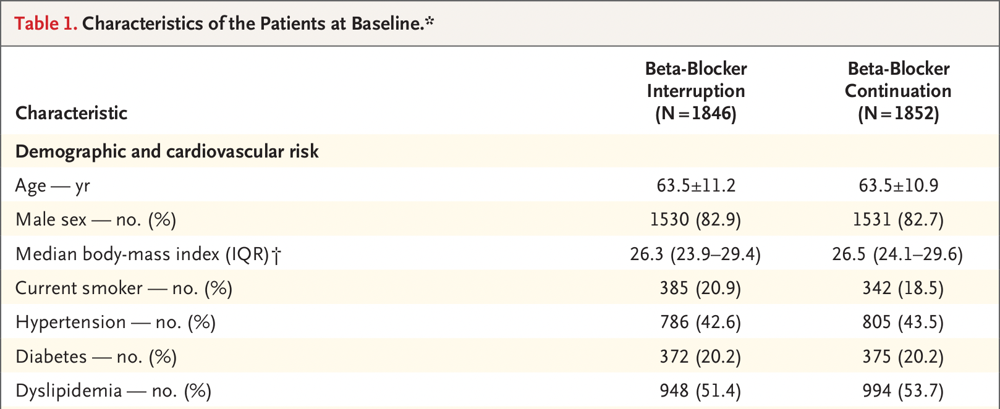 Table 1. Characteristics of the Patients at Baseline.*
Characteristic Beta-Blocker Interruption (N=1846) Beta-Blocker Continuation (N=1852)
Demographic and cardiovascular risk
Age — yr 63.5±11.2 63.5±10.9
Male sex — no. (%) 1530 (82.9) 1531 (82.7)
Median body-mass index (IQR)† 26.3 (23.9–29.4) 26.5 (24.1–29.6)
Current smoker — no. (%) 385 (20.9) 342 (18.5)
Hypertension — no. (%) 786 (42.6) 805 (43.5)
Diabetes — no. (%) 372 (20.2) 375 (20.2)
Dyslipidemia — no. (%) 948 (51.4) 994 (53.7)